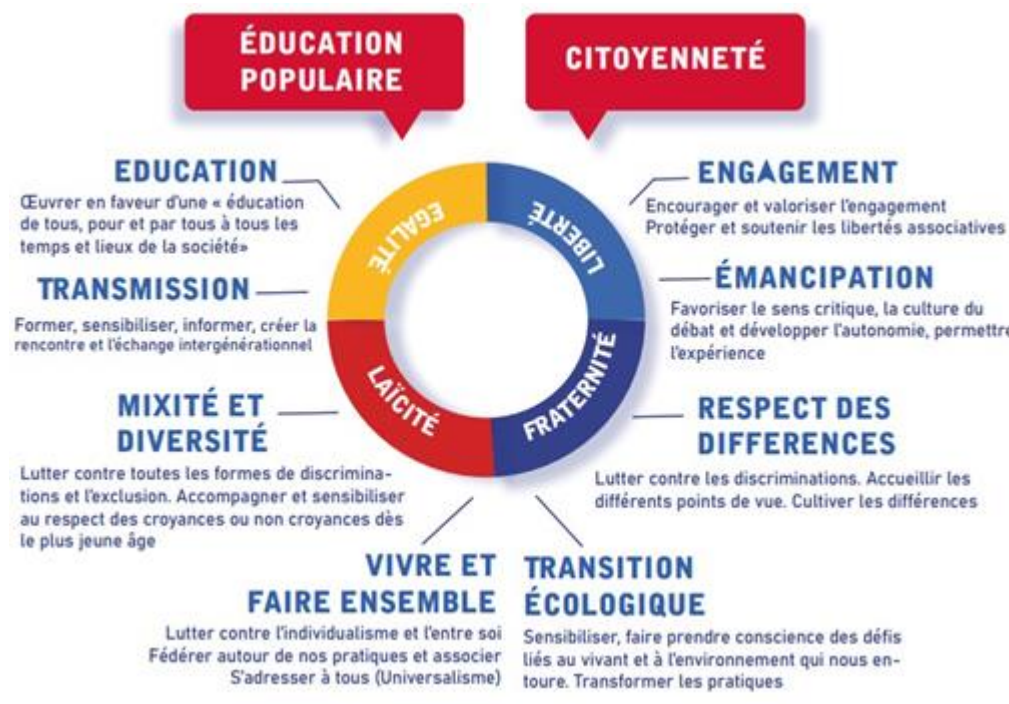 ÉDUCATION
POPULAIRE
CITOYENNETÉ
EDUCATION
Œuvrer en faveur d'une « éducation
de tous, pour et par tous à tous les
temps et lieux de la société»
TRANSMISSION
Former, sensibiliser, informer, créer la
rencontre et l'échange intergénérationnel
MIXITÉ ET
DIVERSITÉ
Lutter contre toutes les formes de discrimina-
tions et l'exclusion. Accompagner et sensibiliser
au respect des croyances ou non croyances dès
le plus jeune âge
VIVRE ET
FAIRE ENSEMBLE
Lutter contre l'individualisme et l'entre soi
Fédérer autour de nos pratiques et associer
S'adresser à tous (Universalisme)
EGALITÉ
LIBERTÉ
LAÏCITÉ
FRATERNITÉ
ENGAGEMENT
Encourager et valoriser l'engagement
Protéger et soutenir les libertés associatives
ÉMANCIPATION
Favoriser le sens critique, la culture du
débat et développer l'autonomie, permettre
l'expérience
RESPECT DES
DIFFERENCES
Lutter contre les discriminations. Accueillir les
différents points de vue. Cultiver les différences
TRANSITION
ÉCOLOGIQUE
Sensibiliser, faire prendre conscience des défis
liés au vivant et à l'environnement qui nous en-
toure. Transformer les pratiques